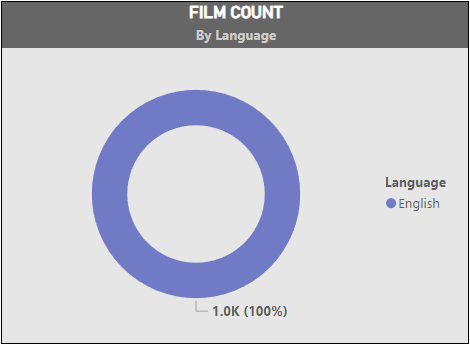 FILM COUNT
By Language
Language
English
1.0K (100%)